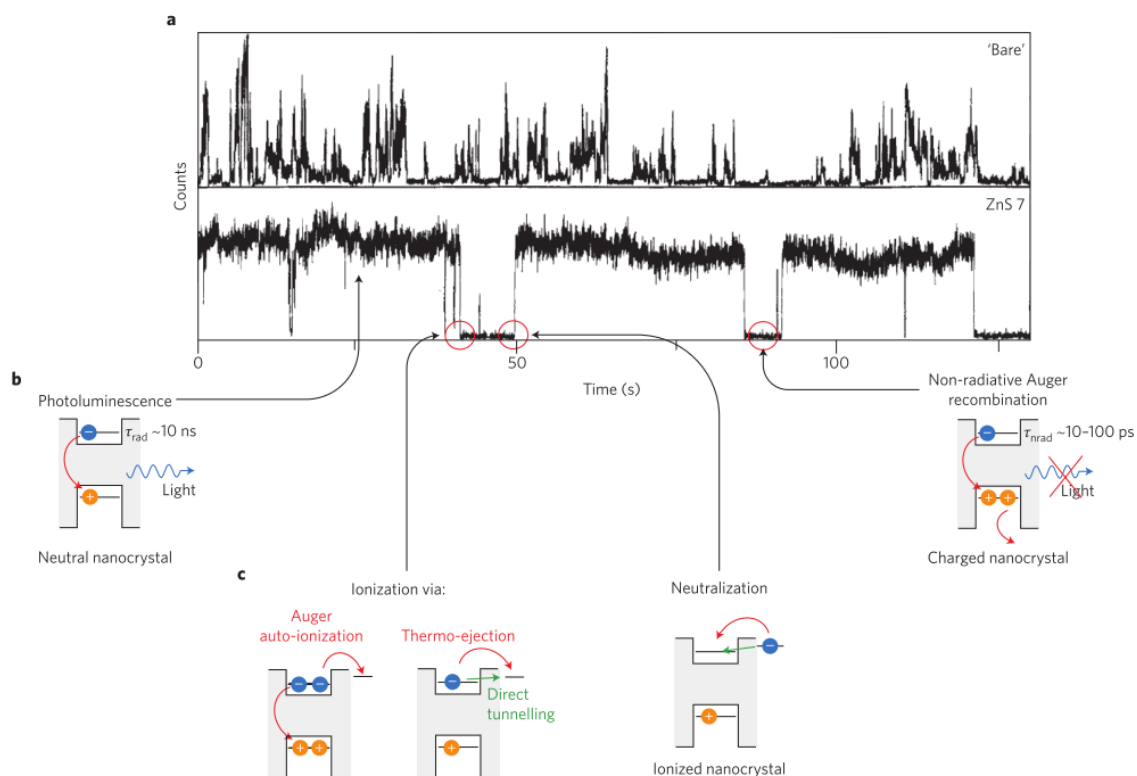 a
'Bare'
ZnS 7
Counts
0
50
100
Time (s)
b
Photoluminescence
τrad ~10 ns
Light
Neutral nanocrystal
Non-radiative Auger
recombination
τnrad ~10–100 ps
Light
Charged nanocrystal
c
Ionization via:
Auger
auto-ionization
Thermo-ejection
Direct
tunnelling
Neutralization
Ionized nanocrystal